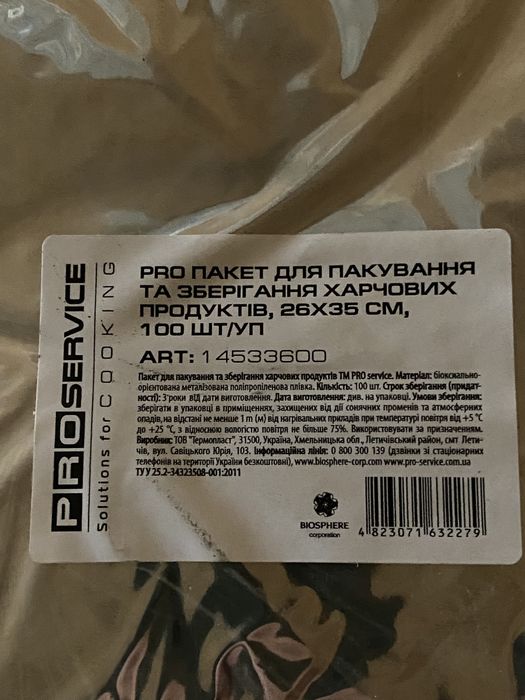 PRO SERVICE
Solutions for COOKING
PRO ПАКЕТ ДЛЯ ПАКУВАННЯ
ТА ЗБЕРІГАННЯ ХАРЧОВИХ
ПРОДУКТІВ, 26X35 СМ,
100 ШТ/УП
ART: 14533600
Пакет для пакування та зберігання харчових продуктів ТМ PRO service. Матеріал: біоксіально-
орієнтована металізована поліпропіленова плівка. Кількість: 100 шт. Строк зберігання (придат-
ності): 3 роки від дати виготовлення. Дата виготовлення: див. на упаковці. Умови зберігання:
зберігати в упаковці в приміщеннях, захищених від дії сонячних променів та атмосферних
опадів, на відстані не менше 1 м) від нагрівальних приладів при температурі повітря від +5 °С
до +25 °С, з відносною вологістю повітря не більше 75%. Використовувати за призначенням.
Виробник: ТОВ "Термопласт", 31500, Україна, Хмельницька обл., Летичівський район, смт Лети-
чів, вул. Савіцького Юрія, 103. Інформаційна лінія: 0 800 300 139 (дзвінки зі стаціонарних
телефонів на території України безкоштовні), www.biosphere-corp.com www.pro-service.com.ua
ТУ У 25.2-34323508-001:2011
BIOSPHERE
corporation
4 823071 632279